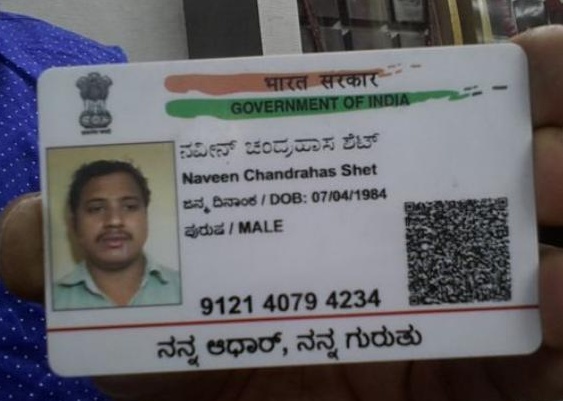 भारत सरकार
GOVERNMENT OF INDIA
ನವೀನ್ ಚಂದ್ರಹಾಸ ಶೆಟ್
Naveen Chandrahas Shet
ಜನ್ಮ ದಿನಾಂಕ / DOB: 07/04/1984
ಪುರುಷ / MALE
9121 4079 4234
ನನ್ನ ಆಧಾರ್, ನನ್ನ ಗುರುತು